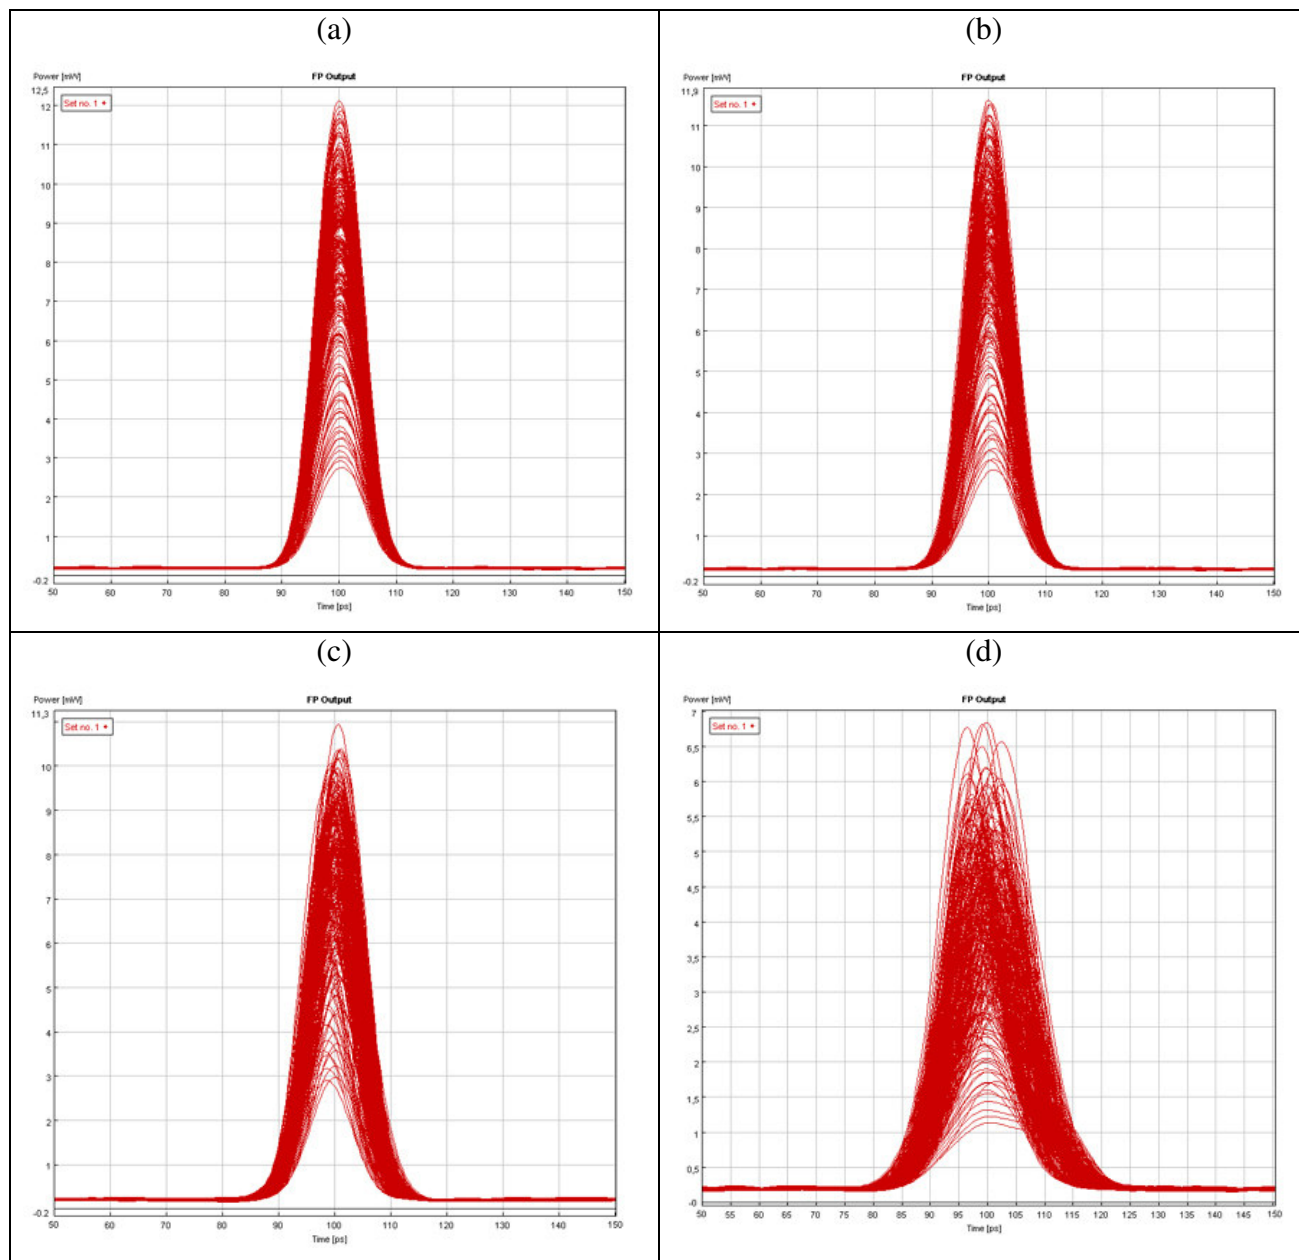 (a)
Power [mW]
FP Output
12,5
Set no. 1
12
11
10
9
8
7
6
5
4
3
2
1
-0.2
50 60 70 80 90 100 110 120 130 140 150
Time [ps]
(b)
Power [mW]
FP Output
11,9
Set no. 1
11
10
9
8
7
6
5
4
3
2
1
-0.2
50 60 70 80 90 100 110 120 130 140 150
Time [ps]
(c)
Power [mW]
FP Output
11,3
Set no. 1
10
9
8
7
6
5
4
3
2
1
-0.2
50 60 70 80 90 100 110 120 130 140 150
Time [ps]
(d)
Power [mW]
FP Output
7
Set no. 1
6,5
6
5,5
5
4,5
4
3,5
3
2,5
2
1,5
1
0,5
-0
50 55 60 65 70 75 80 85 90 95 100 105 110 115 120 125 130 135 140 145 150
Time [ps]